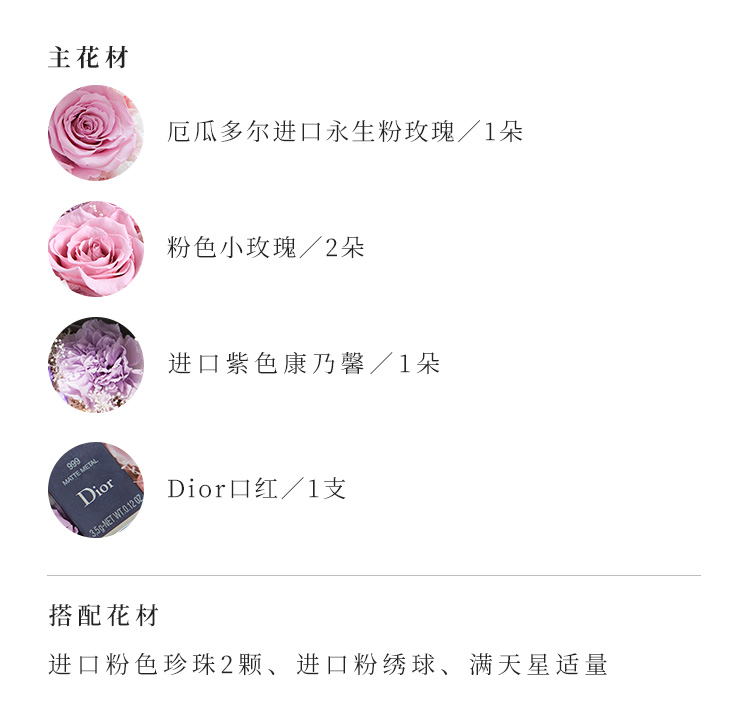 主花材
厄瓜多尔进口永生粉玫瑰／1朵
粉色小玫瑰／2朵
进口紫色康乃馨／1朵
999
MATTE METAL
Dior
3,5g-NET WT.0.12 OZ
Dior口红／1支
搭配花材
进口粉色珍珠2颗、进口粉绣球、满天星适量